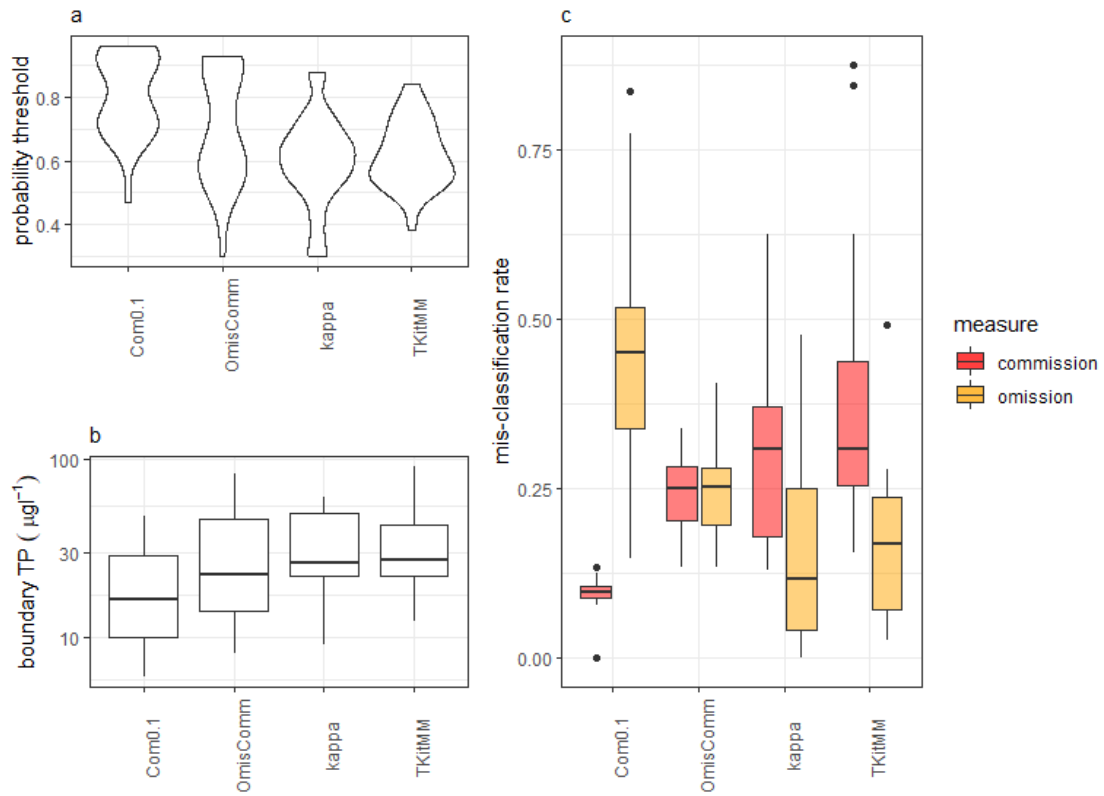 a
probability threshold
0.8
0.6
0.4
Com0.1
OmisComm
kappa
TKitMM
b
boundary TP ( µgl⁻¹)
100
30
10
Com0.1
OmisComm
kappa
TKitMM
c
mis-classification rate
0.75
0.50
0.25
0.00
Com0.1
OmisComm
kappa
TKitMM
measure
commission
omission